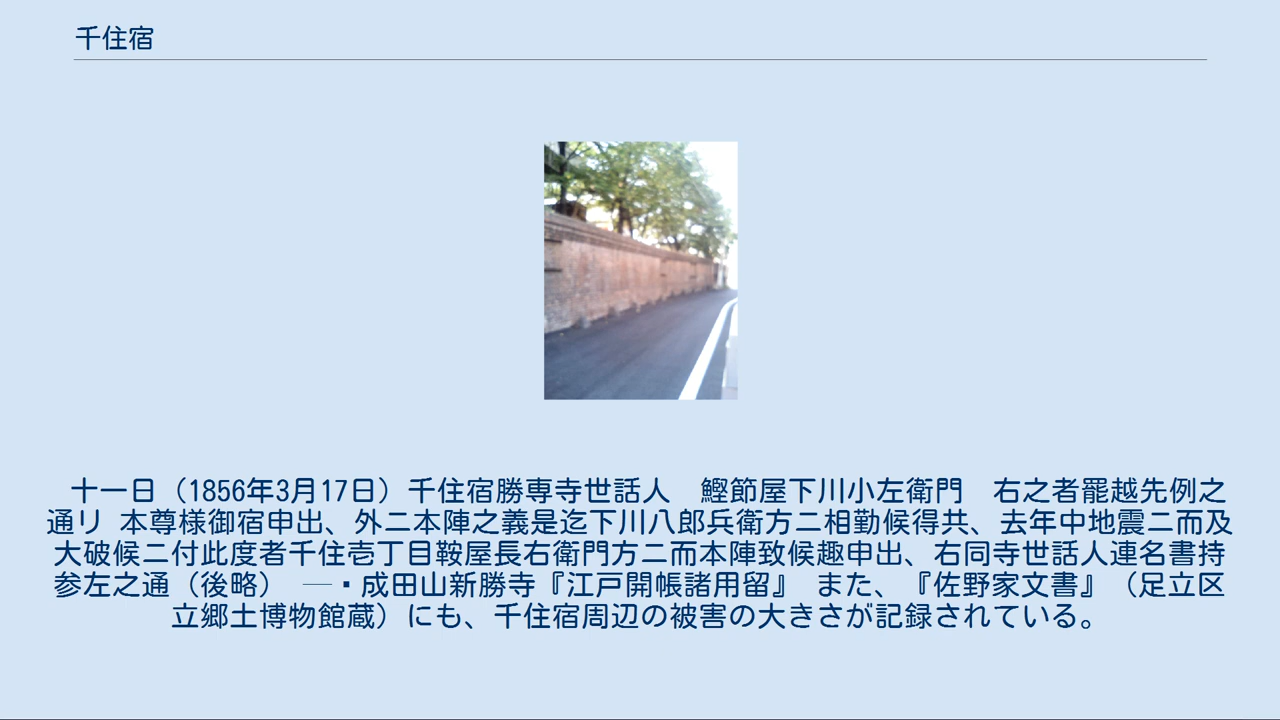 千住宿
十一日（1856年3月17日）千住宿勝専寺世話人　鰹節屋下川小左衛門　右之者罷越先例之
通リ 本尊様御宿申出、外ニ本陣之義是迄下川八郎兵衛方ニ相勤候得共、去年中地震ニ而及
大破候ニ付此度者千住壱丁目鞍屋長右衛門方ニ而本陣致候趣申出、右同寺世話人連名書持
参左之通（後略） ―・成田山新勝寺『江戸開帳諸用留』 また、『佐野家文書』（足立区
立郷土博物館蔵）にも、千住宿周辺の被害の大きさが記録されている。